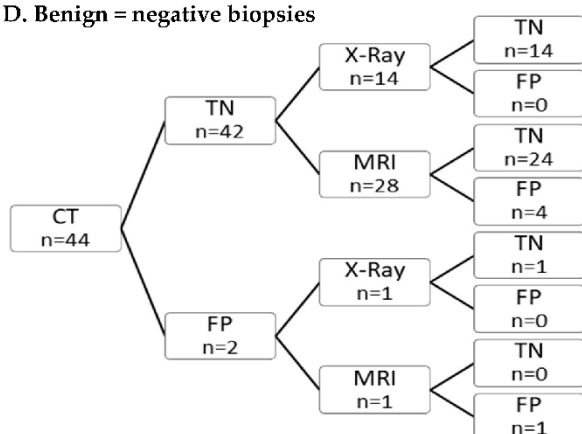 D. Benign = negative biopsies
CT
n=44
TN
n=42
FP
n=2
X-Ray
n=14
MRI
n=28
X-Ray
n=1
MRI
n=1
TN
n=14
FP
n=0
TN
n=24
FP
n=4
TN
n=1
FP
n=0
TN
n=0
FP
n=1